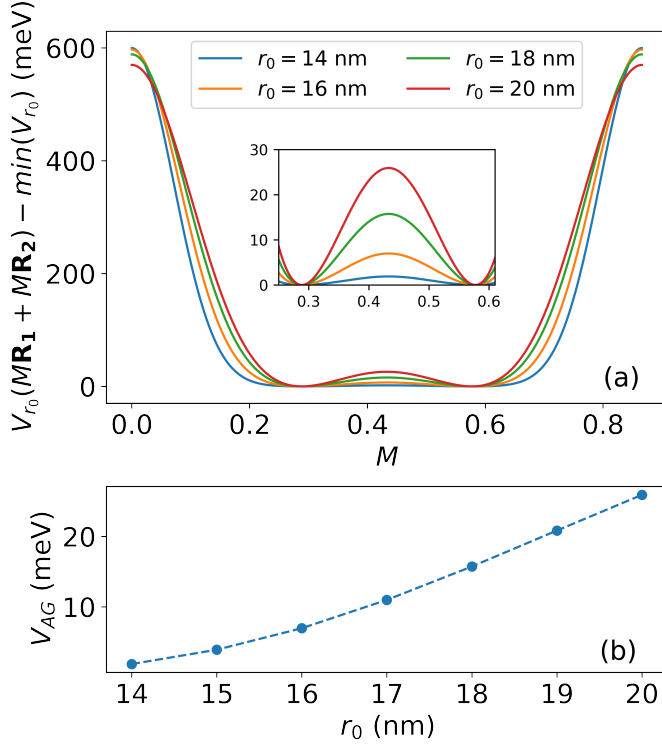 V_{r_0}(MR_1 + MR_2) − min(V_{r_0}) (meV)
600
400
200
0
r_0 = 14 nm
r_0 = 16 nm
r_0 = 18 nm
r_0 = 20 nm
30
20
10
0
0.3 0.4 0.5 0.6
(a)
0.0 0.2 0.4 0.6 0.8
M
V_{AG} (meV)
20
10
(b)
14 15 16 17 18 19 20
r_0 (nm)